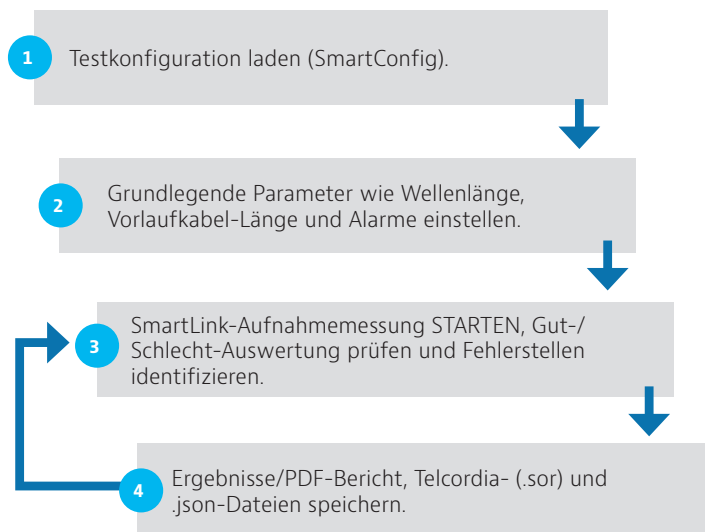 1
Testkonfiguration laden (SmartConfig).
2
Grundlegende Parameter wie Wellenlänge,
Vorlaufkabel-Länge und Alarme einstellen.
3
SmartLink-Aufnahmemessung STARTEN, Gut-/
Schlecht-Auswertung prüfen und Fehlerstellen
identifizieren.
4
Ergebnisse/PDF-Bericht, Telcordia- (.sor) und
.json-Dateien speichern.